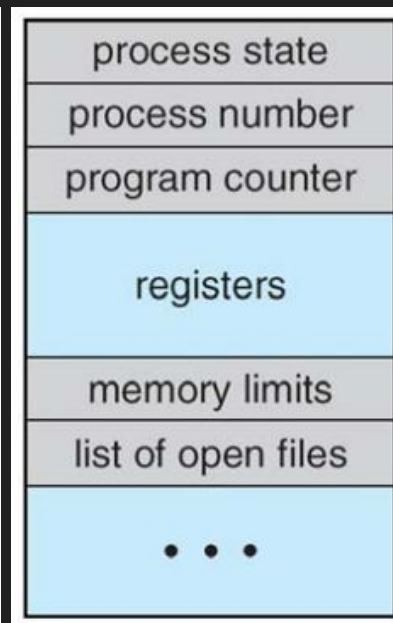 process state
process number
program counter
registers
memory limits
list of open files
• • •